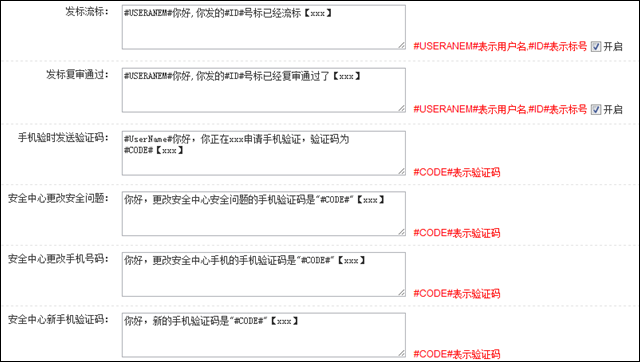 发标流标：
#USERANEM#你好,你发的#ID#号标已经流标【xxx】
#USERANEM#表示用户名,#ID#表示标号 开启
发标复审通过：
#USERANEM#你好,你发的#ID#号标已经复审通过了【xxx】
#USERANEM#表示用户名,#ID#表示标号 开启
手机验时发送验证码：
#UserName#你好，你正在xxx申请手机验证，验证码为
#CODE#【xxx】
#CODE#表示验证码
安全中心更改安全问题：
你好，更改安全中心安全问题的手机验证码是"#CODE#"【xxx】
#CODE#表示验证码
安全中心更改手机号码：
你好，更改安全中心手机的手机验证码是"#CODE#"【xxx】
#CODE#表示验证码
安全中心新手机验证码：
你好，新的手机验证码是"#CODE#"【xxx】
#CODE#表示验证码